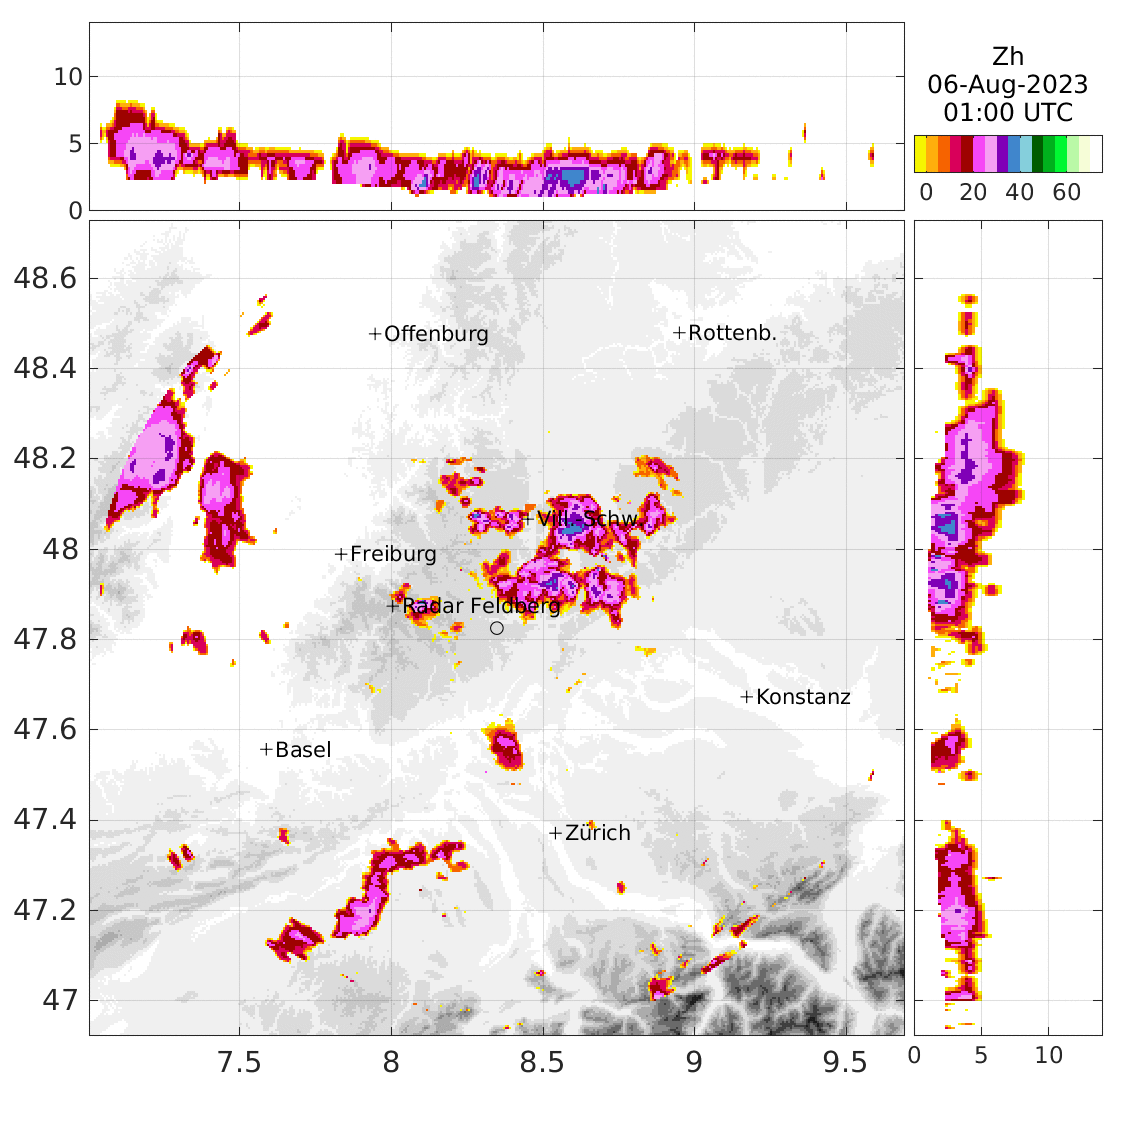 10
5
0
Zh
06-Aug-2023
01:00 UTC
0 20 40 60
48.6
48.4
48.2
48
47.8
47.6
47.4
47.2
47
+Offenburg
+Rottenb.
+Vill.-Schw.
+Freiburg
+Radar Feldberg
+Konstanz
+Basel
+Zürich
7.5 8 8.5 9 9.5
0 5 10